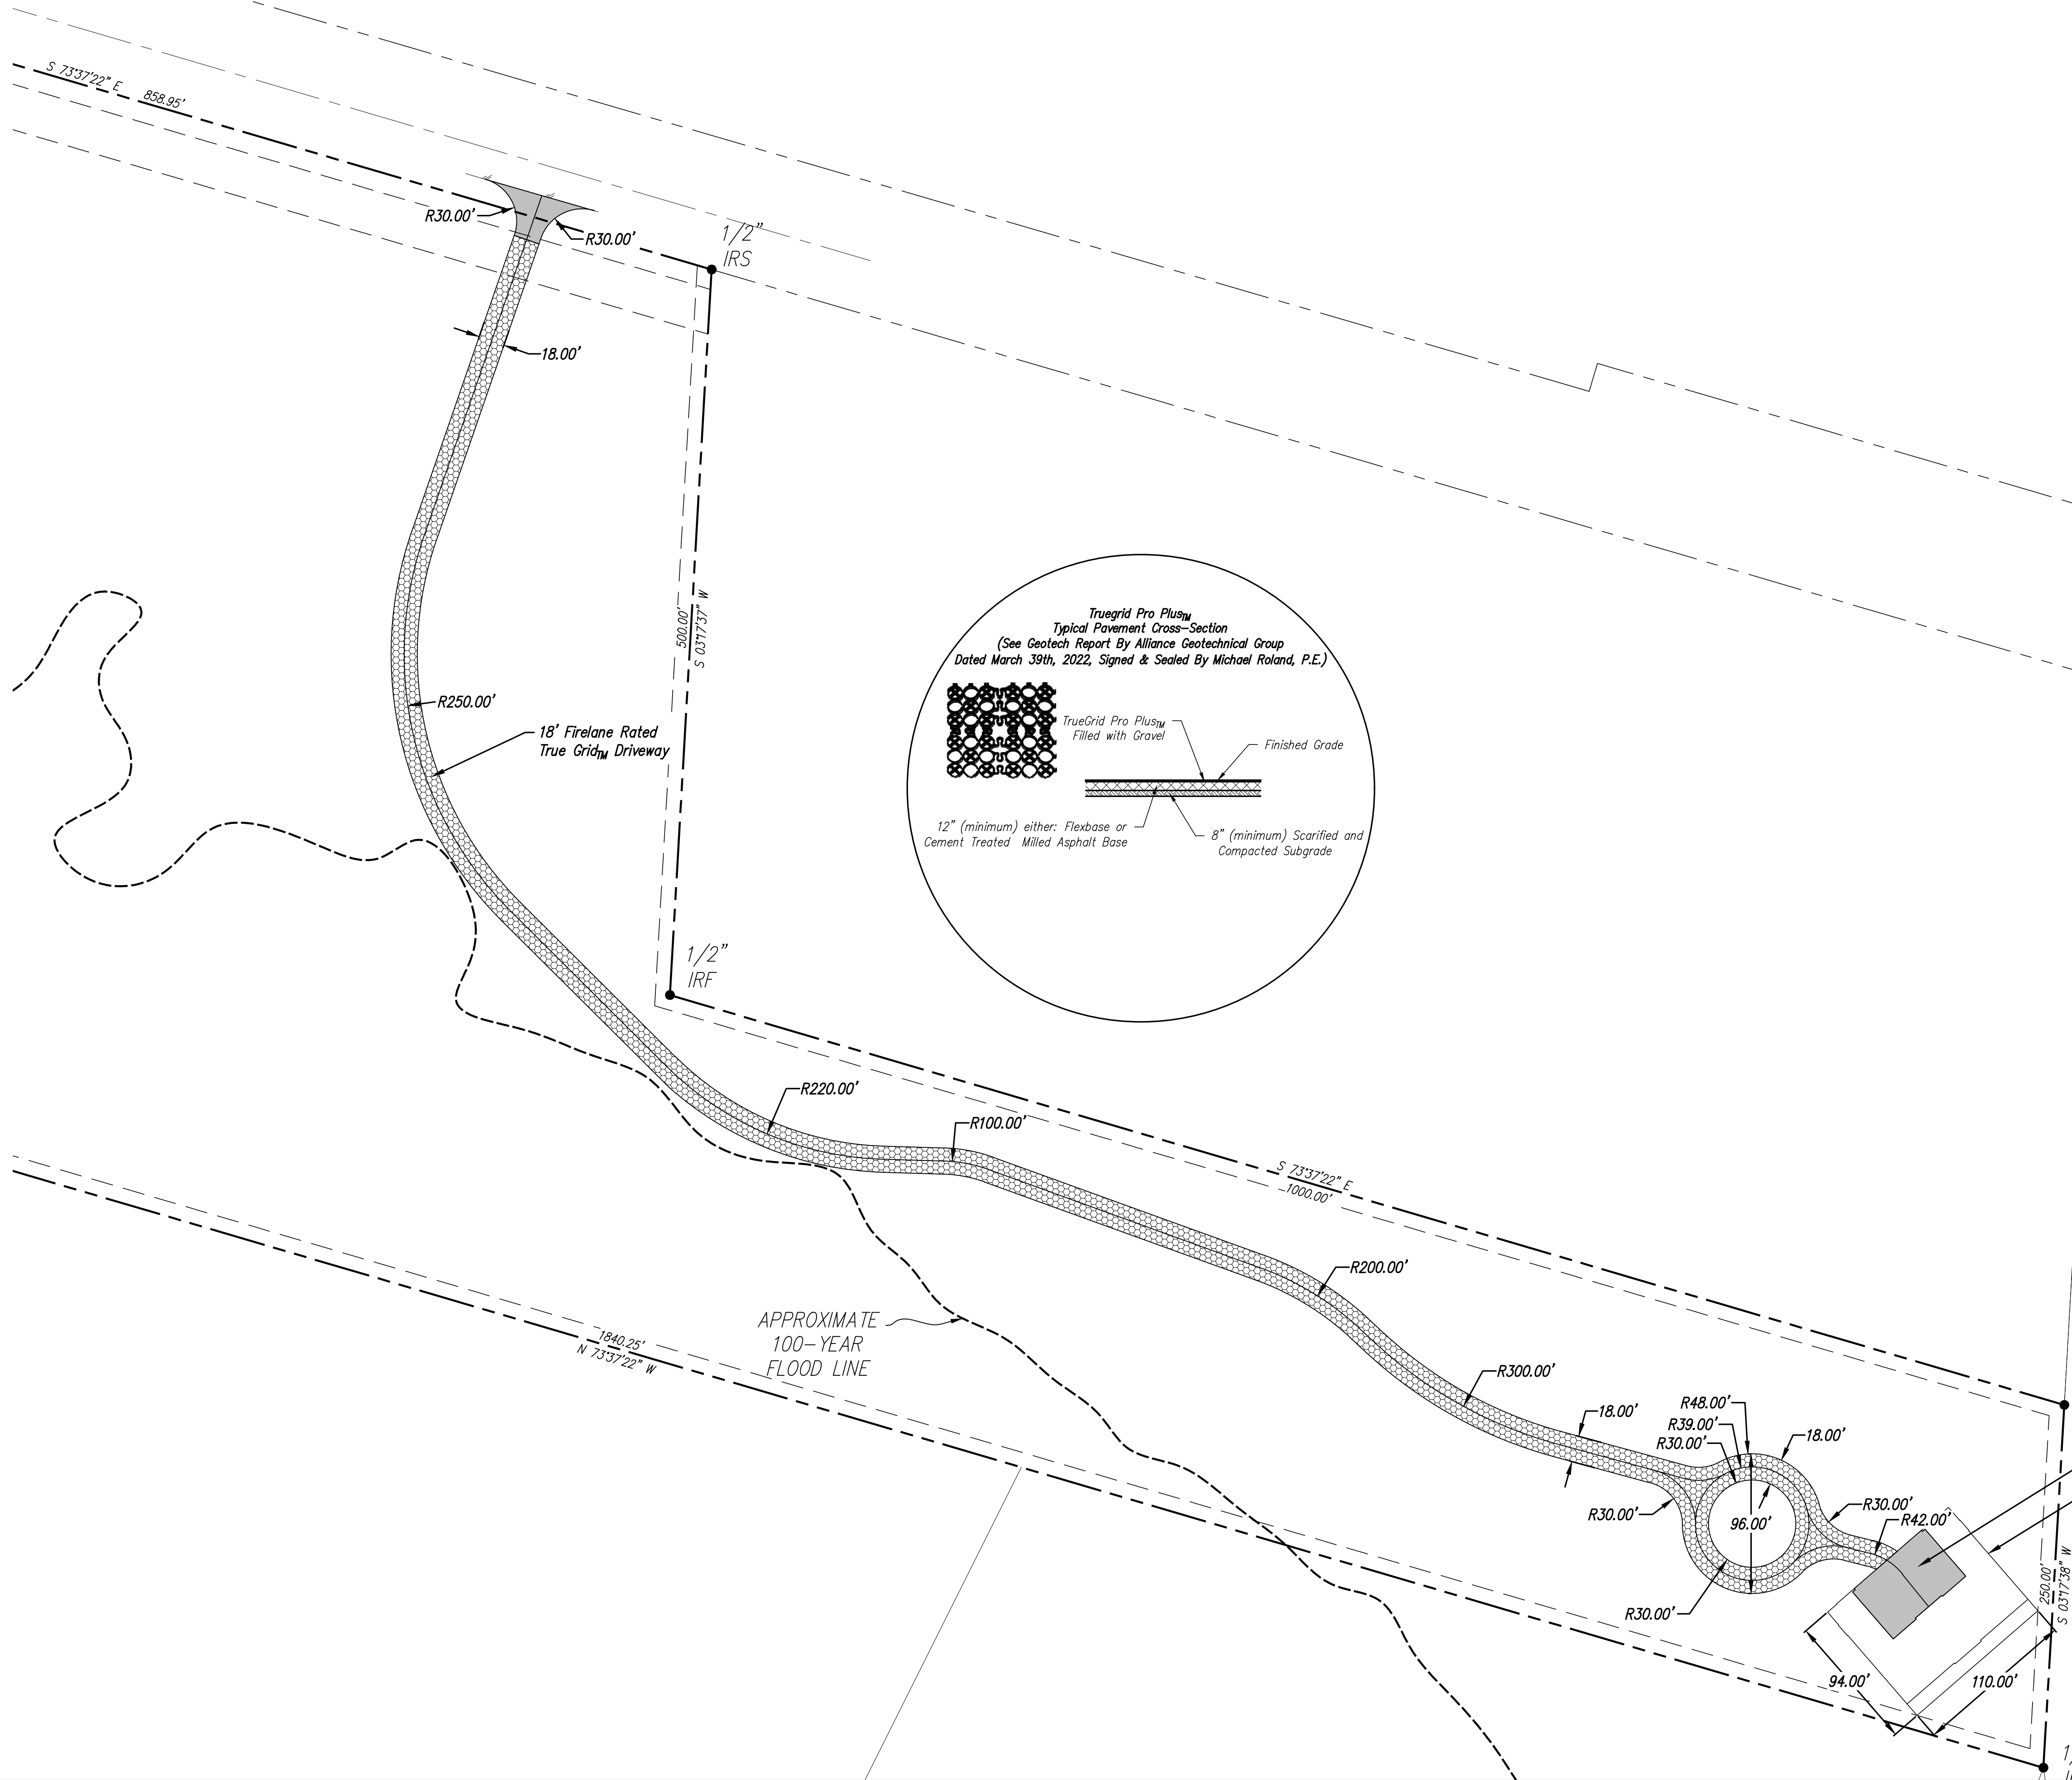 S 73°37'22" E
858.95'
R30.00'
R30.00'
1/2"
IRS
18.00'
500.00'
S 03°17'37" W
Truegrid Pro Plus™
Typical Pavement Cross-Section
(See Geotech Report By Alliance Geotechnical Group
Dated March 39th, 2022, Signed & Sealed By Michael Roland, P.E.)
TrueGrid Pro Plus™
Filled with Gravel
Finished Grade
12" (minimum) either: Flexbase or
Cement Treated Milled Asphalt Base
8" (minimum) Scarified and
Compacted Subgrade
R250.00'
18' Firelane Rated
True Grid™ Driveway
1/2"
IRF
R220.00'
R100.00'
S 73°37'22" E
1000.00'
R200.00'
APPROXIMATE
100-YEAR
FLOOD LINE
1840.25'
N 73°37'22" W
R300.00'
18.00'
R48.00'
R39.00'
R30.00'
18.00'
R30.00'
96.00'
R30.00'
R42.00'
R30.00'
250.00'
S 03°17'38" W
94.00'
110.00'